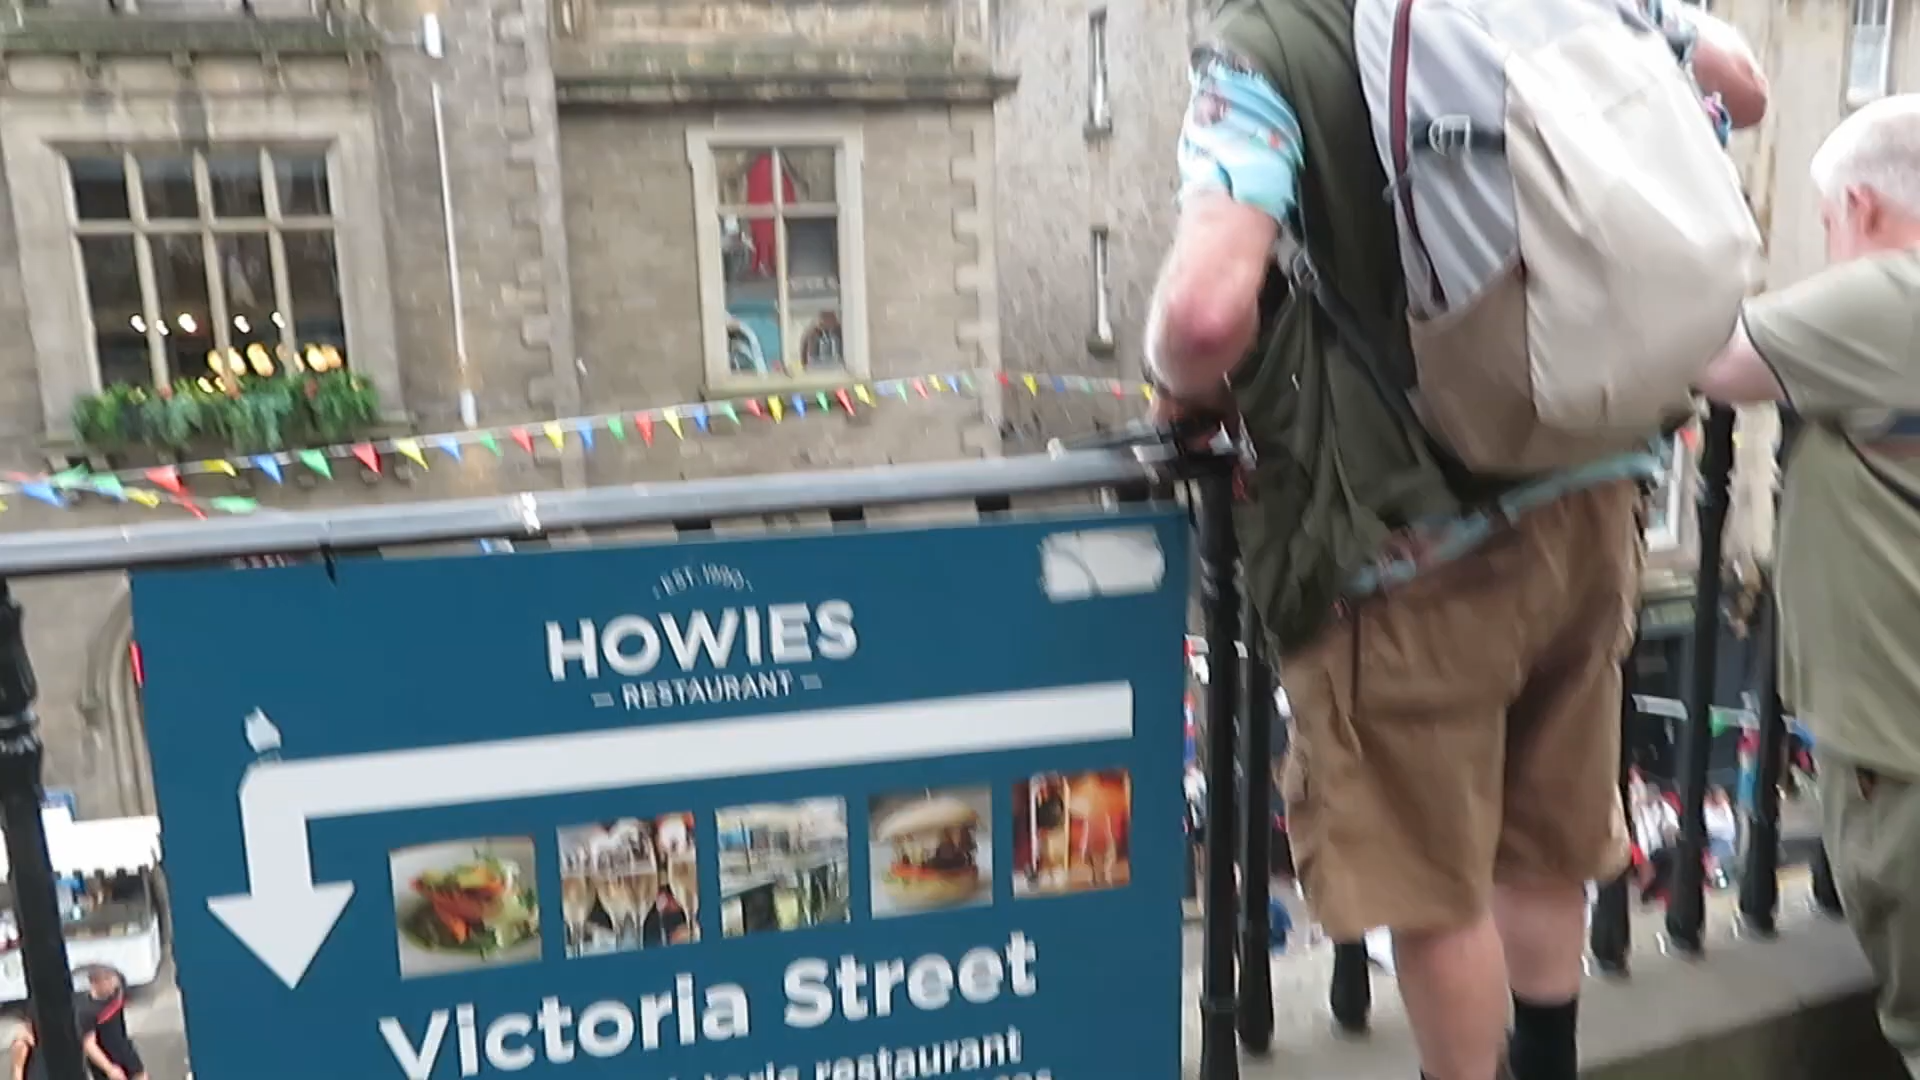 EST. 1990
HOWIES
RESTAURANT
Victoria Street
restaurant